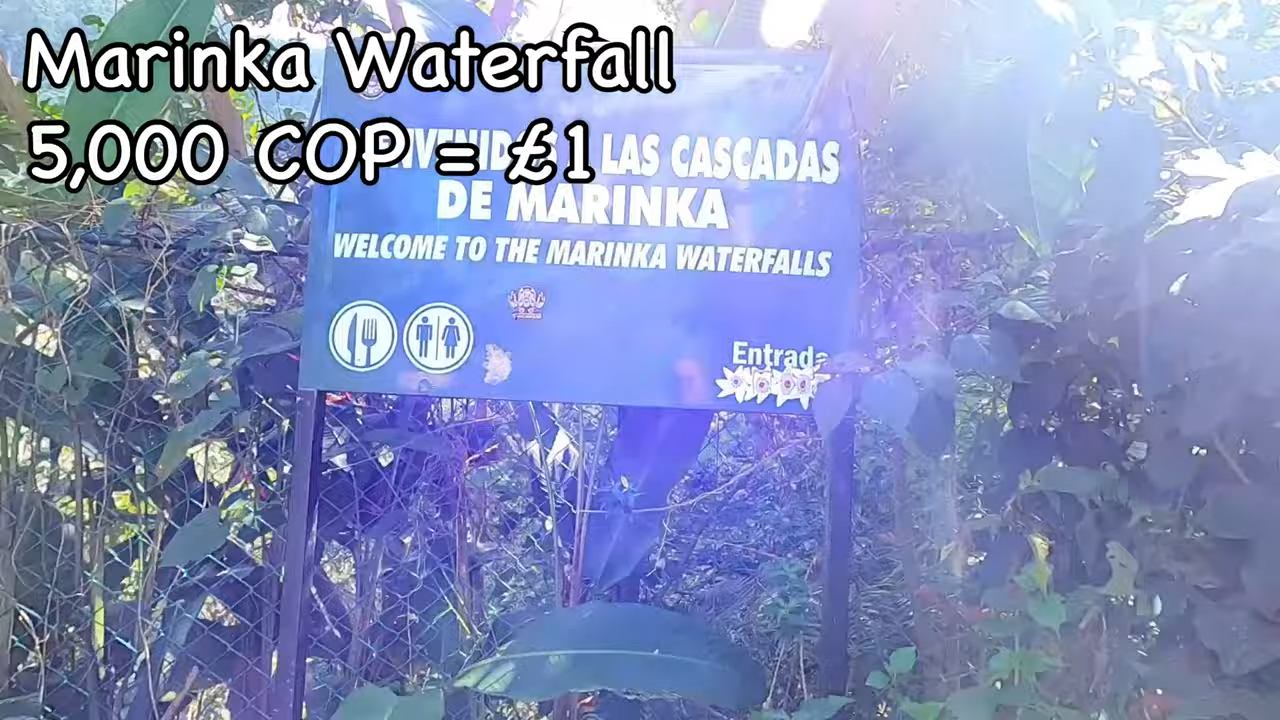 Marinka Waterfall
5,000 COP = £1
LAS CASCADAS
DE MARINKA
WELCOME TO THE MARINKA WATERFALLS
Entrada